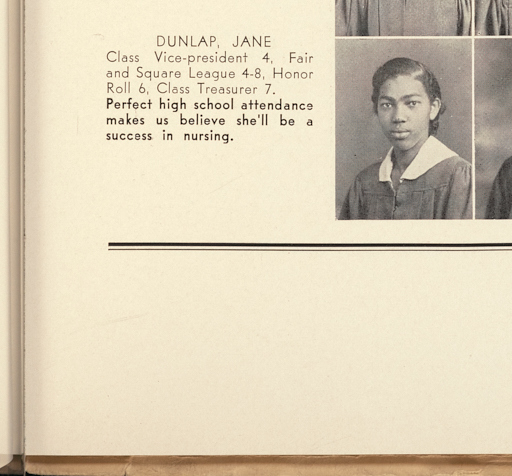 DUNLAP, JANE
Class Vice-president 4, Fair
and Square League 4-8, Honor
Roll 6, Class Treasurer 7.
Perfect high school attendance
makes us believe she'll be a
success in nursing.